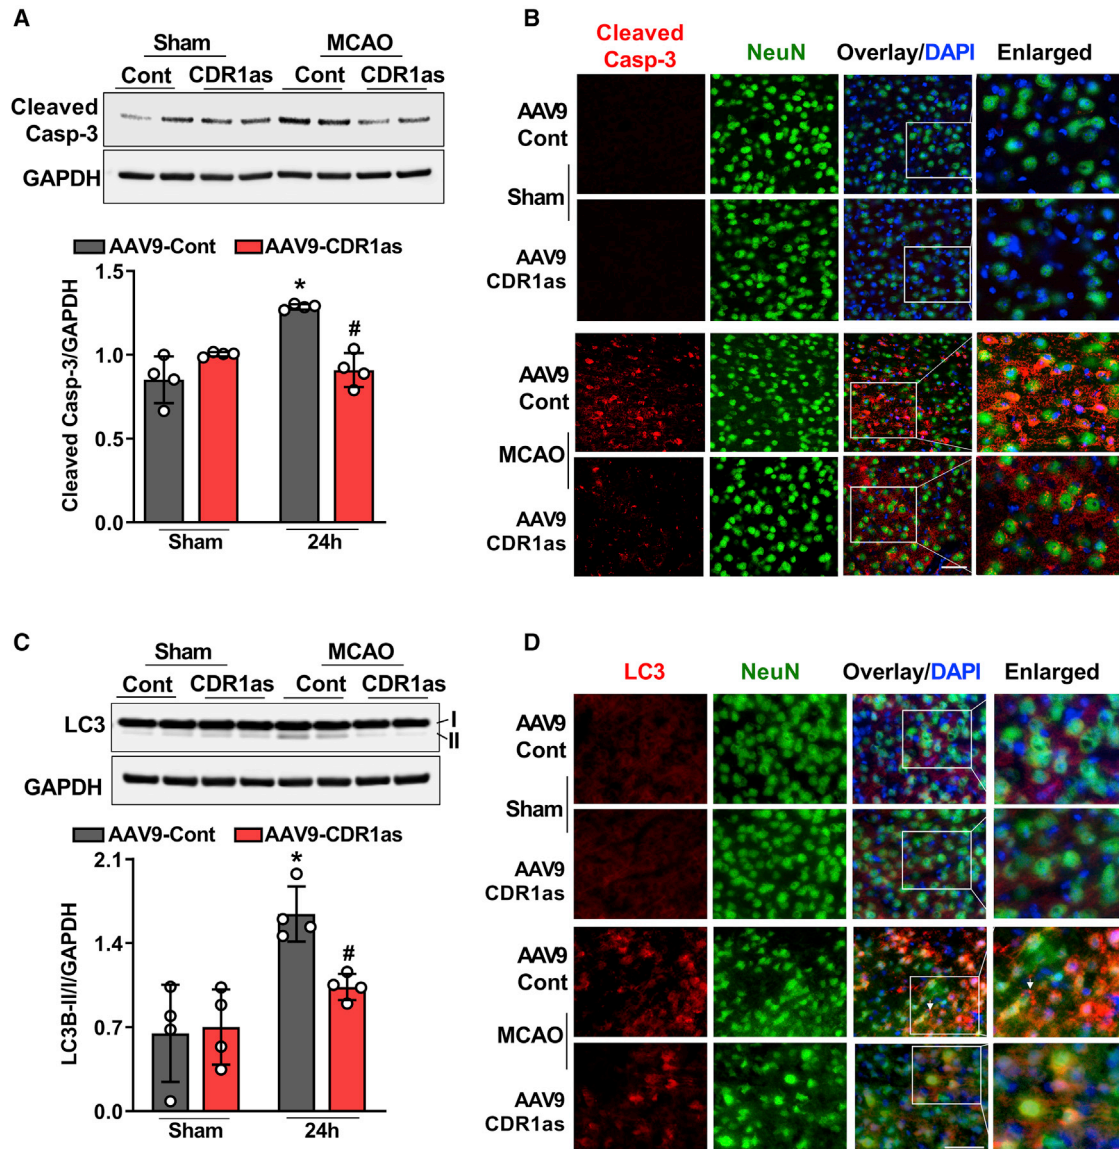 A
Sham MCAO
Cont CDR1as Cont CDR1as
Cleaved
Casp-3
GAPDH
AAV9-Cont AAV9-CDR1as
Cleaved Casp-3/GAPDH
1.5
1.0
0.5
0.0
*
#
Sham 24h
B
Cleaved
Casp-3 NeuN Overlay/DAPI Enlarged
AAV9
Cont
Sham
AAV9
CDR1as
AAV9
Cont
MCAO
AAV9
CDR1as
C
Sham MCAO
Cont CDR1as Cont CDR1as
LC3
I
II
GAPDH
AAV9-Cont AAV9-CDR1as
LC3B-II/I/GAPDH
2.1
1.4
0.7
0.0
*
#
Sham 24h
D
LC3 NeuN Overlay/DAPI Enlarged
AAV9
Cont
Sham
AAV9
CDR1as
AAV9
Cont
MCAO
AAV9
CDR1as